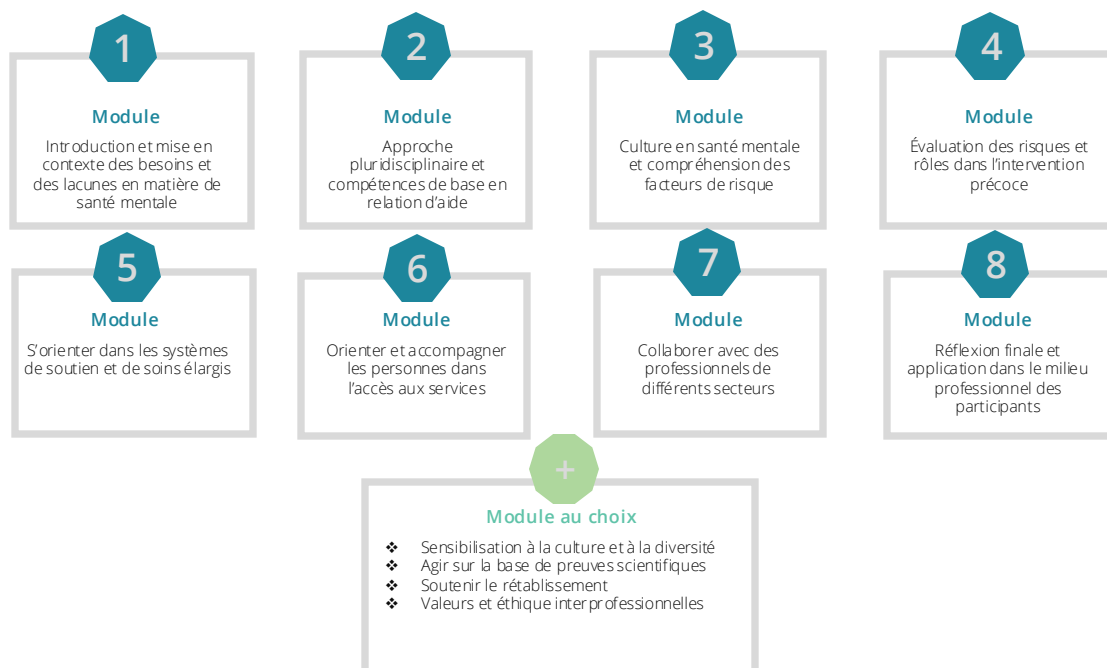 1
Module
Introduction et mise en
contexte des besoins et
des lacunes en matière de
santé mentale
2
Module
Approche
pluridisciplinaire et
compétences de base en
relation d'aide
3
Module
Culture en santé mentale
et compréhension des
facteurs de risque
4
Module
Évaluation des risques et
rôles dans l'intervention
précoce
5
Module
S'orienter dans les systèmes
de soutien et de soins élargis
6
Module
Orienter et accompagner
les personnes dans
l'accès aux services
7
Module
Collaborer avec des
professionnels de
différents secteurs
8
Module
Réflexion finale et
application dans le milieu
professionnel des
participants
+
Module au choix
❖ Sensibilisation à la culture et à la diversité
❖ Agir sur la base de preuves scientifiques
❖ Soutenir le rétablissement
❖ Valeurs et éthique interprofessionnelles